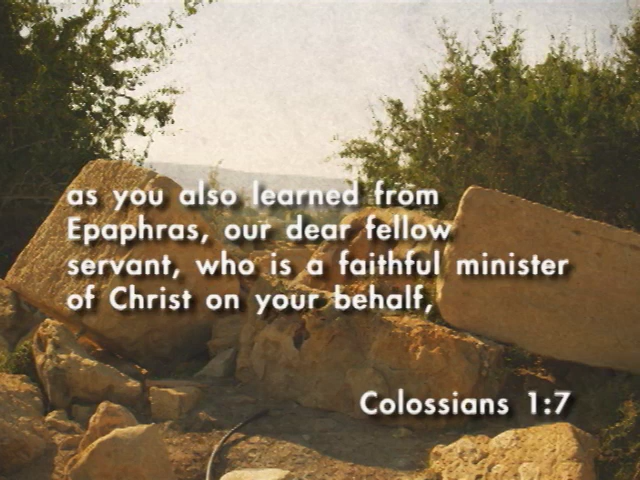 as you also learned from
Epaphras, our dear fellow
servant, who is a faithful minister
of Christ on your behalf,
Colossians 1:7